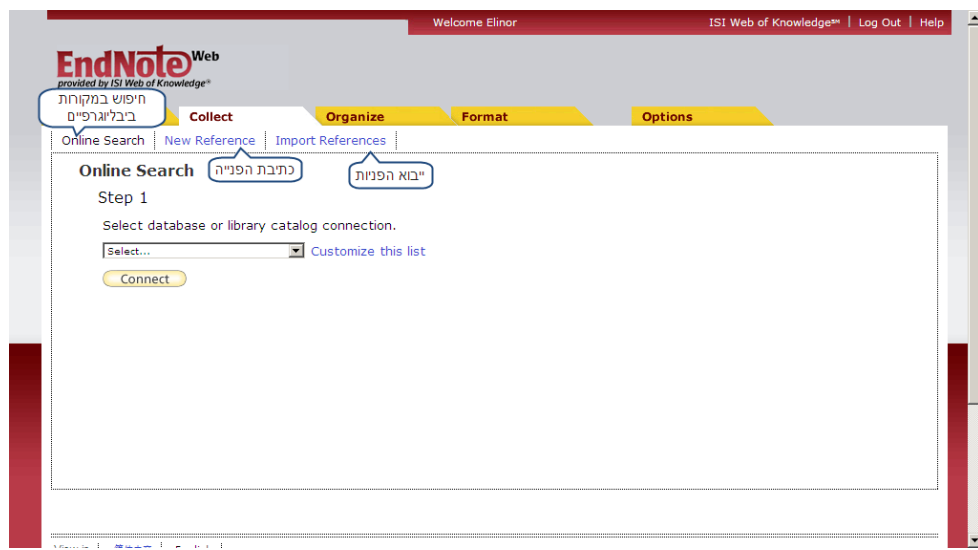 Welcome Elinor
ISI Web of Knowledge℠ | Log Out | Help
EndNote Web
provided by ISI Web of Knowledge®
חיפוש במקורות
ביבליוגרפיים
Collect
Organize
Format
Options
Online Search
New Reference
Import References
Online Search
כתיבת הפנייה
ייבוא הפניות
Step 1
Select database or library catalog connection.
Select...
Customize this list
Connect